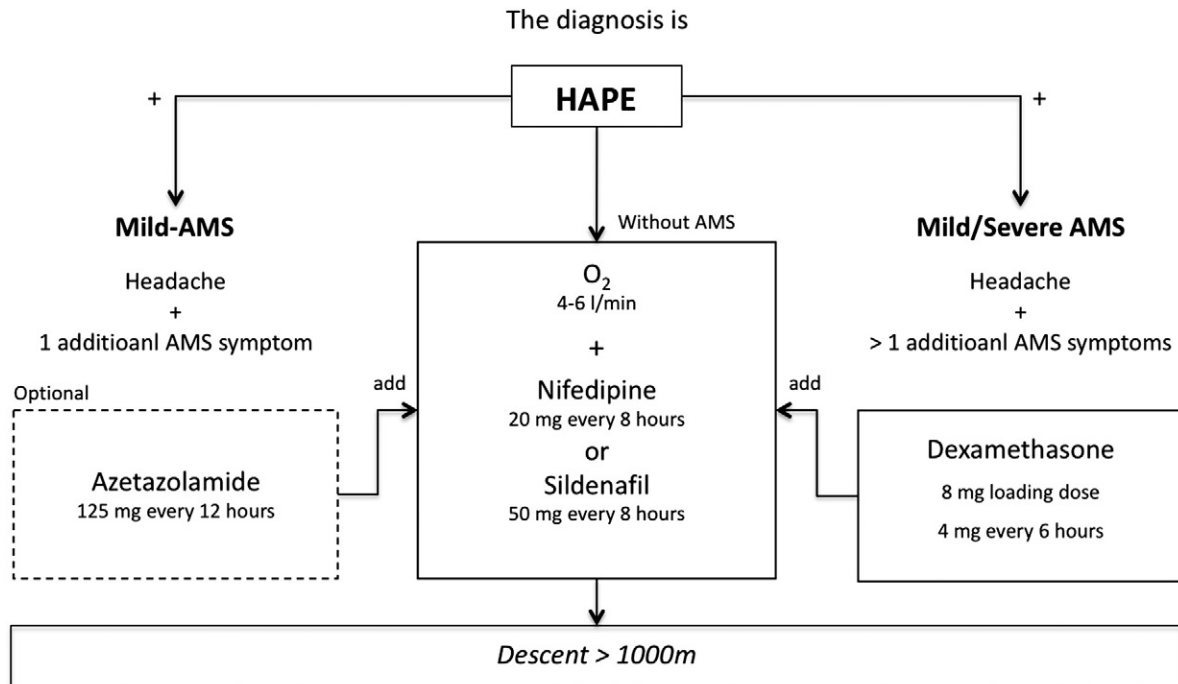 The diagnosis is
HAPE
+
+
Mild-AMS
Headache
+
1 additioanl AMS symptom
Optional
Azetazolamide
125 mg every 12 hours
add
Without AMS
O₂
4-6 l/min
+
Nifedipine
20 mg every 8 hours
or
Sildenafil
50 mg every 8 hours
Mild/Severe AMS
Headache
+
> 1 additioanl AMS symptoms
add
Dexamethasone
8 mg loading dose
4 mg every 6 hours
Descent > 1000m